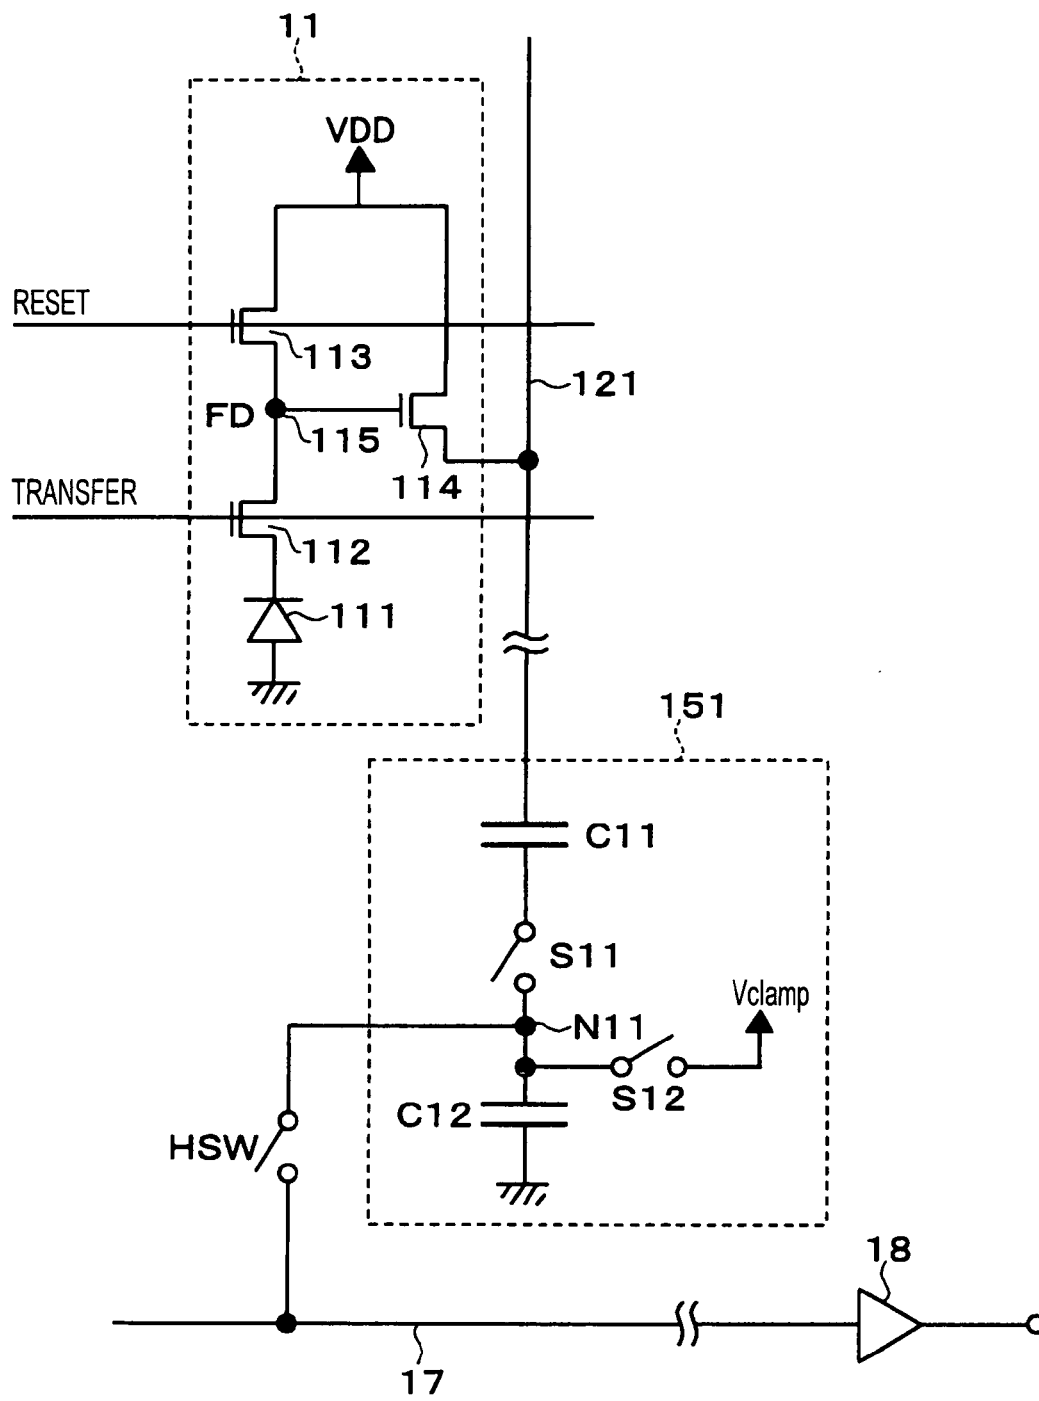 11
VDD
RESET
113
121
FD
115
114
TRANSFER
112
111
151
C11
S11
Vclamp
N11
S12
C12
HSW
18
17